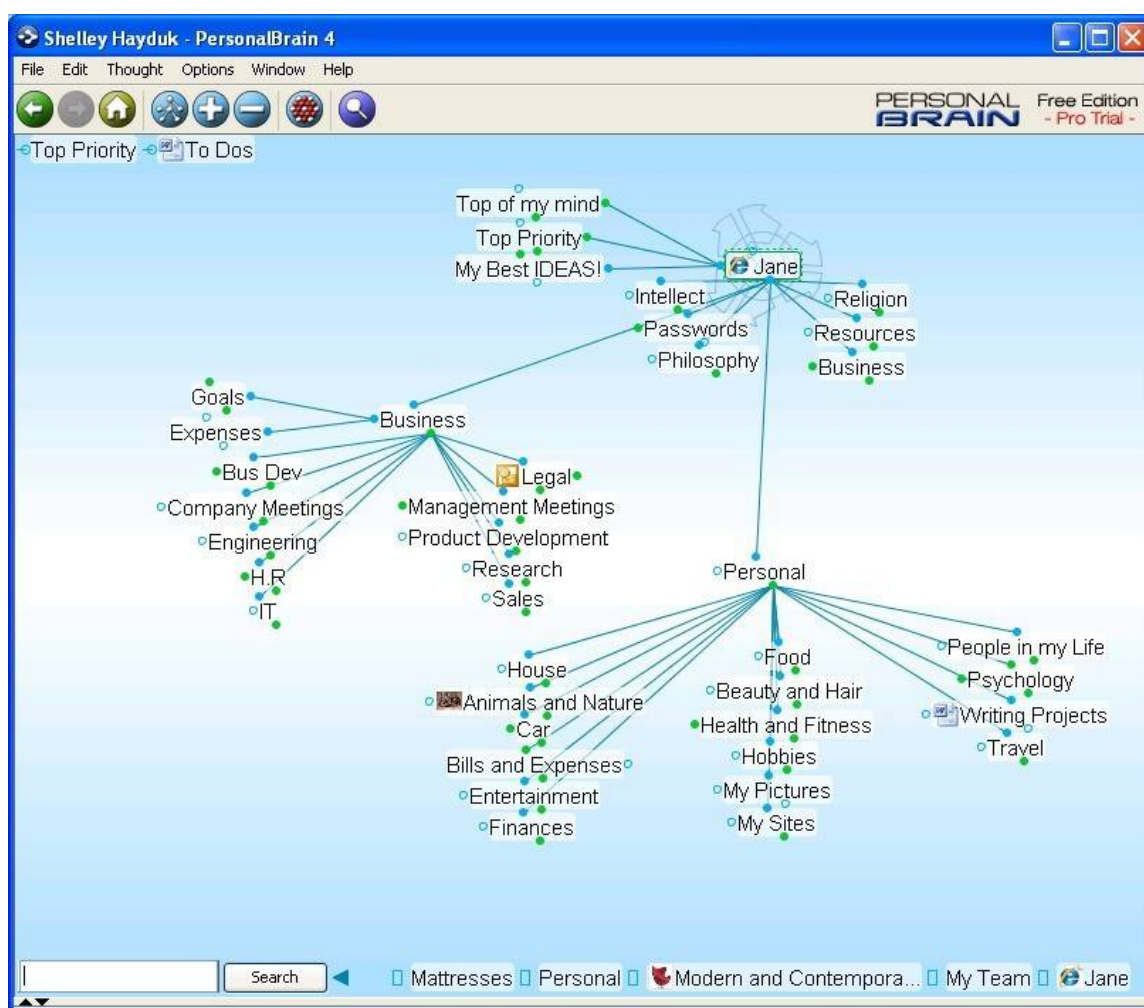 Shelley Hayduk - PersonalBrain 4
File Edit Thought Options Window Help
PERSONAL BRAIN
Free Edition
- Pro Trial -
Top Priority To Dos
Top of my mind
Top Priority
My Best IDEAS!
Jane
Intellect
Passwords
Philosophy
Religion
Resources
Business
Goals
Expenses
Business
Bus Dev
Company Meetings
Engineering
H.R
IT
Legal
Management Meetings
Product Development
Research
Sales
Personal
House
Animals and Nature
Car
Bills and Expenses
Entertainment
Finances
Food
Beauty and Hair
Health and Fitness
Hobbies
My Pictures
My Sites
People in my Life
Psychology
Writing Projects
Travel
Search
Mattresses Personal Modern and Contempora... My Team Jane